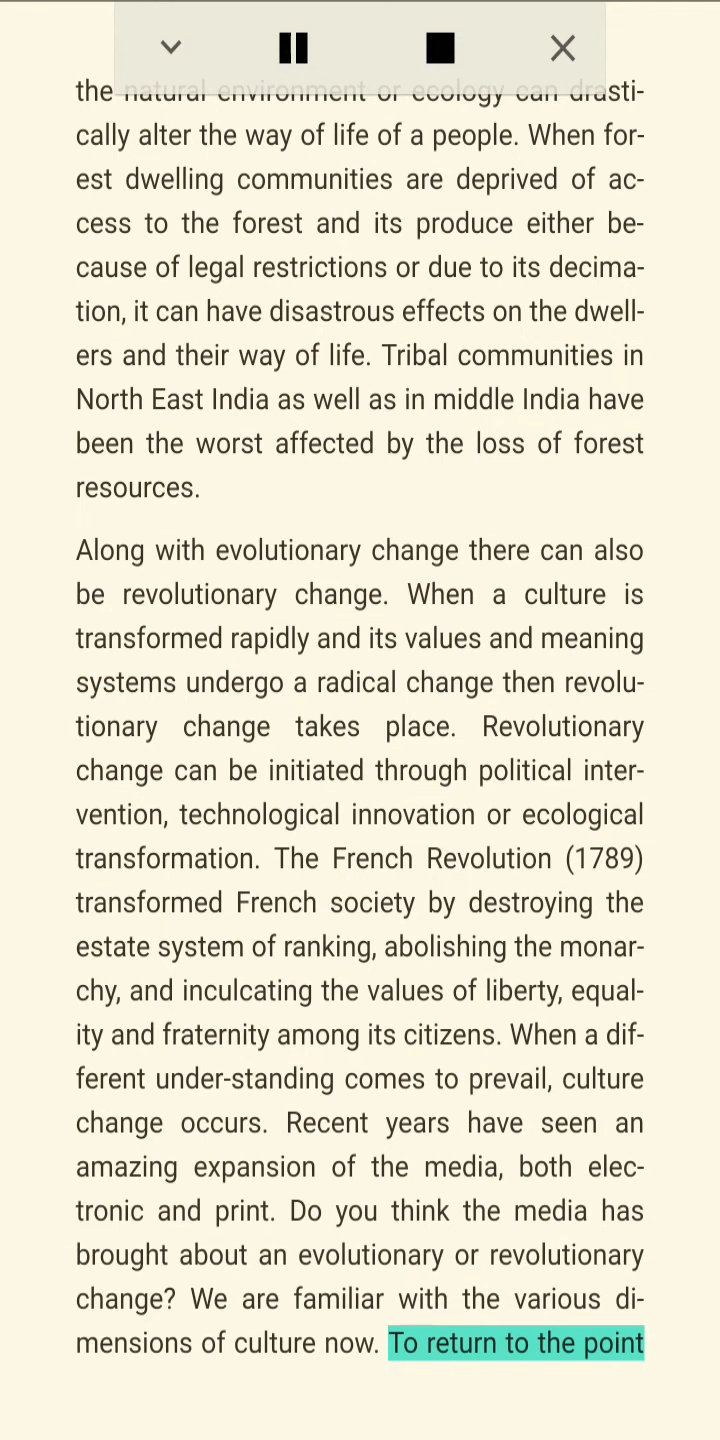 the natural environment or ecology can drasti-
cally alter the way of life of a people. When for-
est dwelling communities are deprived of ac-
cess to the forest and its produce either be-
cause of legal restrictions or due to its decima-
tion, it can have disastrous effects on the dwell-
ers and their way of life. Tribal communities in
North East India as well as in middle India have
been the worst affected by the loss of forest
resources.
Along with evolutionary change there can also
be revolutionary change. When a culture is
transformed rapidly and its values and meaning
systems undergo a radical change then revolu-
tionary change takes place. Revolutionary
change can be initiated through political inter-
vention, technological innovation or ecological
transformation. The French Revolution (1789)
transformed French society by destroying the
estate system of ranking, abolishing the monar-
chy, and inculcating the values of liberty, equal-
ity and fraternity among its citizens. When a dif-
ferent under-standing comes to prevail, culture
change occurs. Recent years have seen an
amazing expansion of the media, both elec-
tronic and print. Do you think the media has
brought about an evolutionary or revolutionary
change? We are familiar with the various di-
mensions of culture now. To return to the point